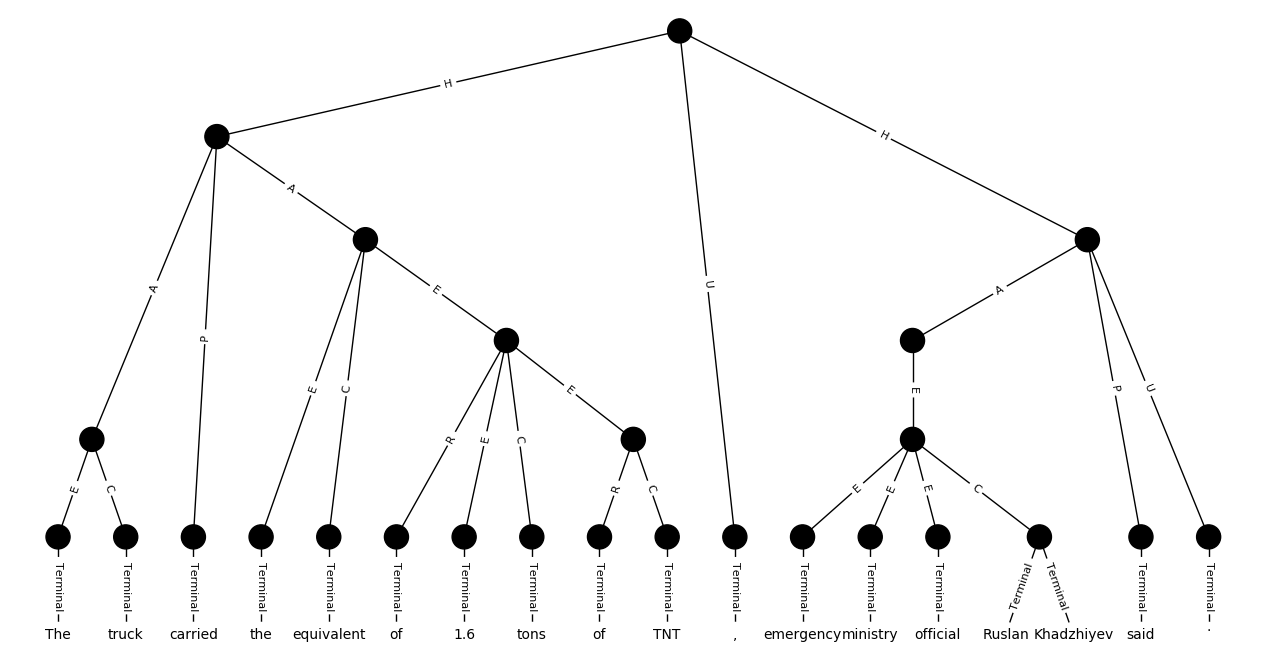 H
H
A
A
U
A
E
A
P
E
P
U
E
C
E
E
R
E
C
E
C
E
E
E
C
R
C
Terminal Terminal Terminal Terminal Terminal Terminal Terminal Terminal Terminal Terminal Terminal Terminal Terminal Terminal Terminal Terminal Terminal Terminal
The truck carried the equivalent of 1.6 tons of TNT , emergency ministry official Ruslan Khadzhiyev said .